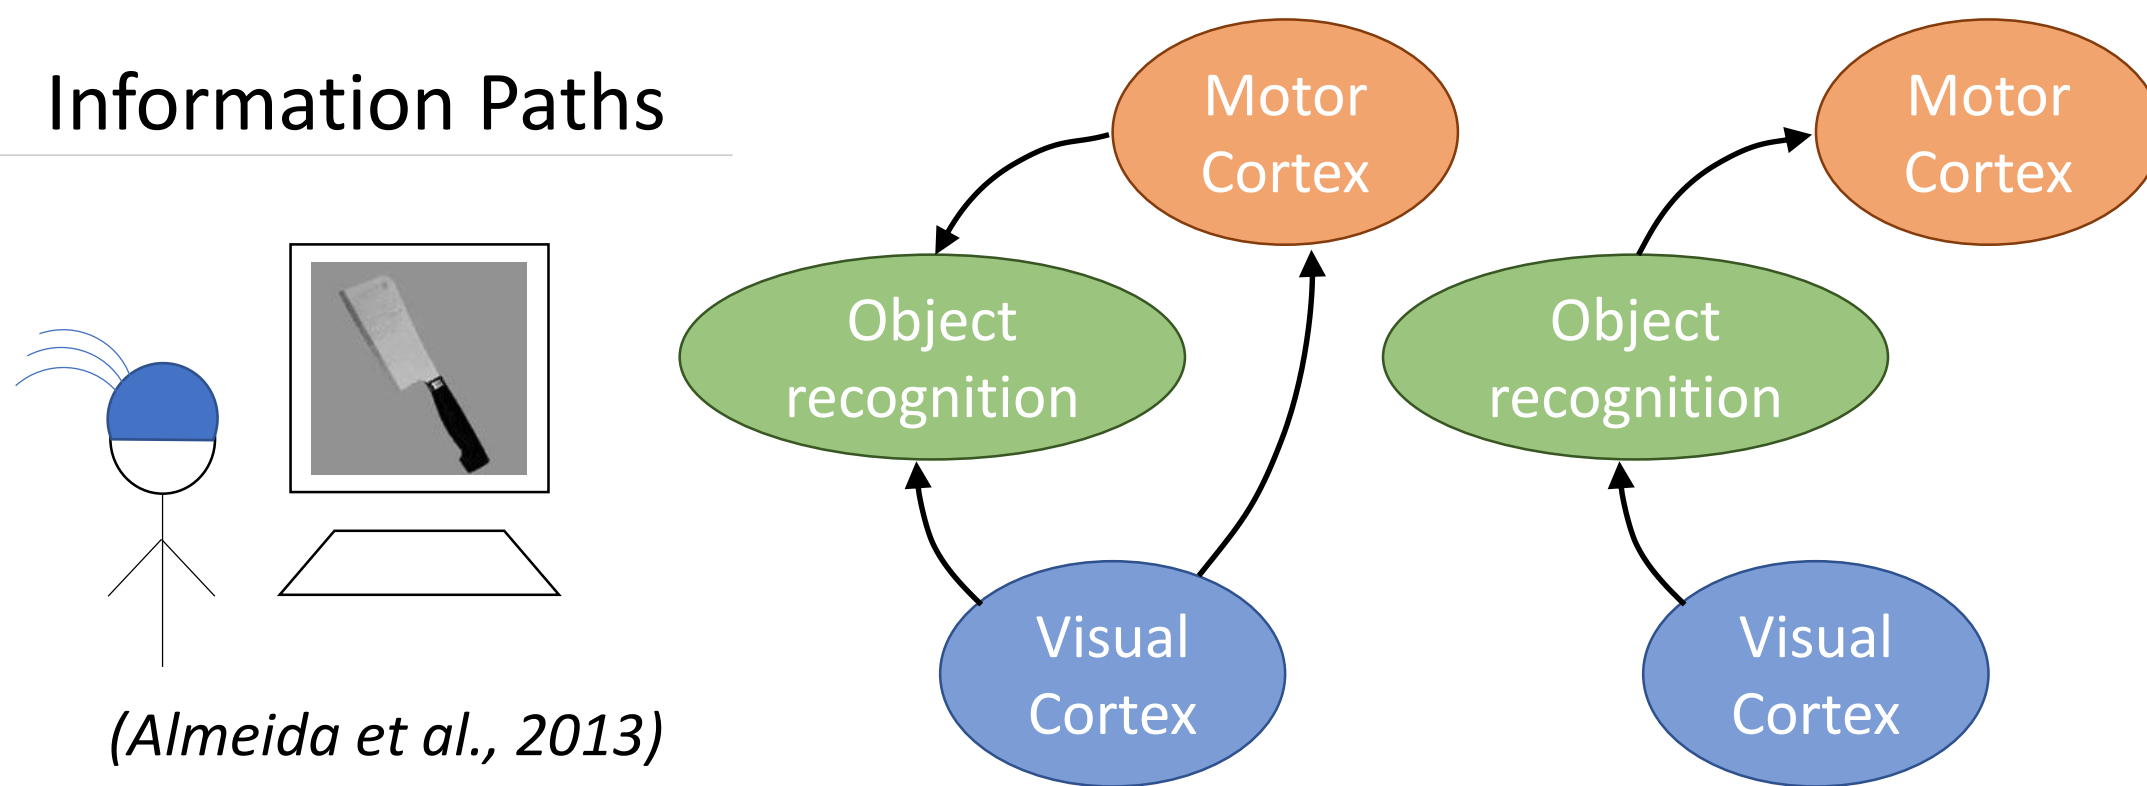 Information Paths
(Almeida et al., 2013)
Motor
Cortex
Object
recognition
Visual
Cortex
Motor
Cortex
Object
recognition
Visual
Cortex